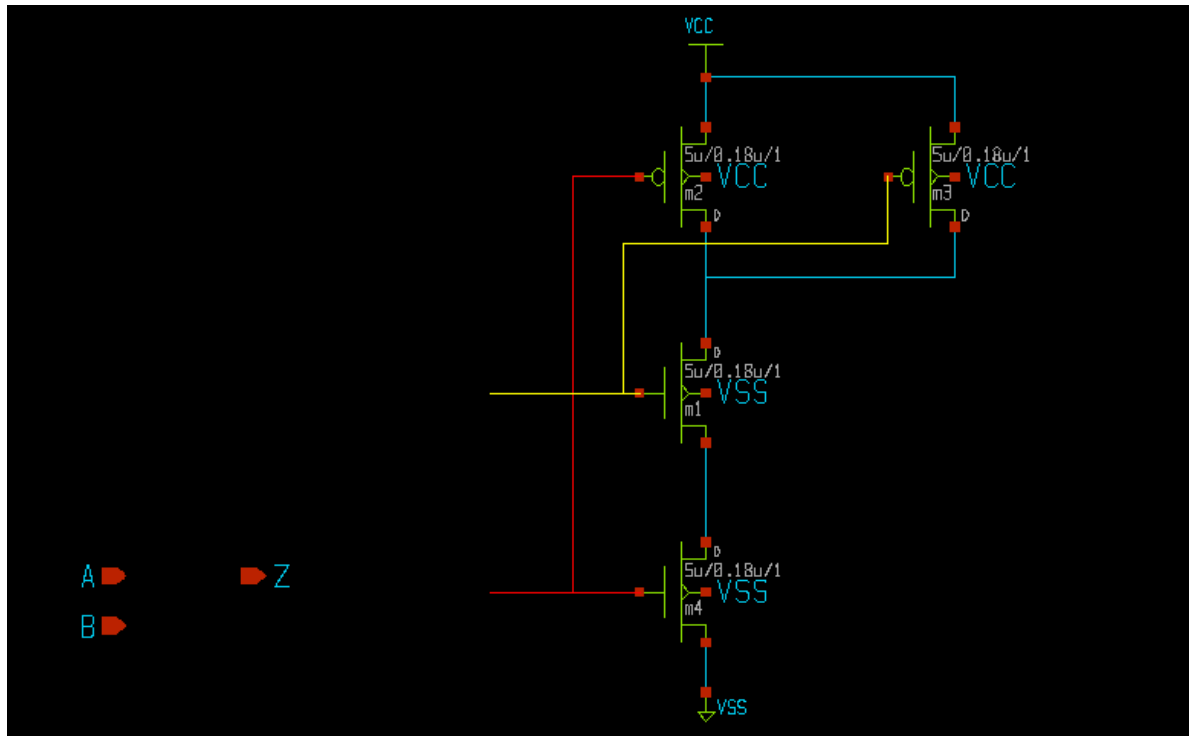 VCC
5u/0.18u/1
VCC
m2
D
5u/0.18u/1
VCC
m3
D
D
5u/0.18u/1
VSS
m1
D
5u/0.18u/1
VSS
m4
A
Z
B
VSS